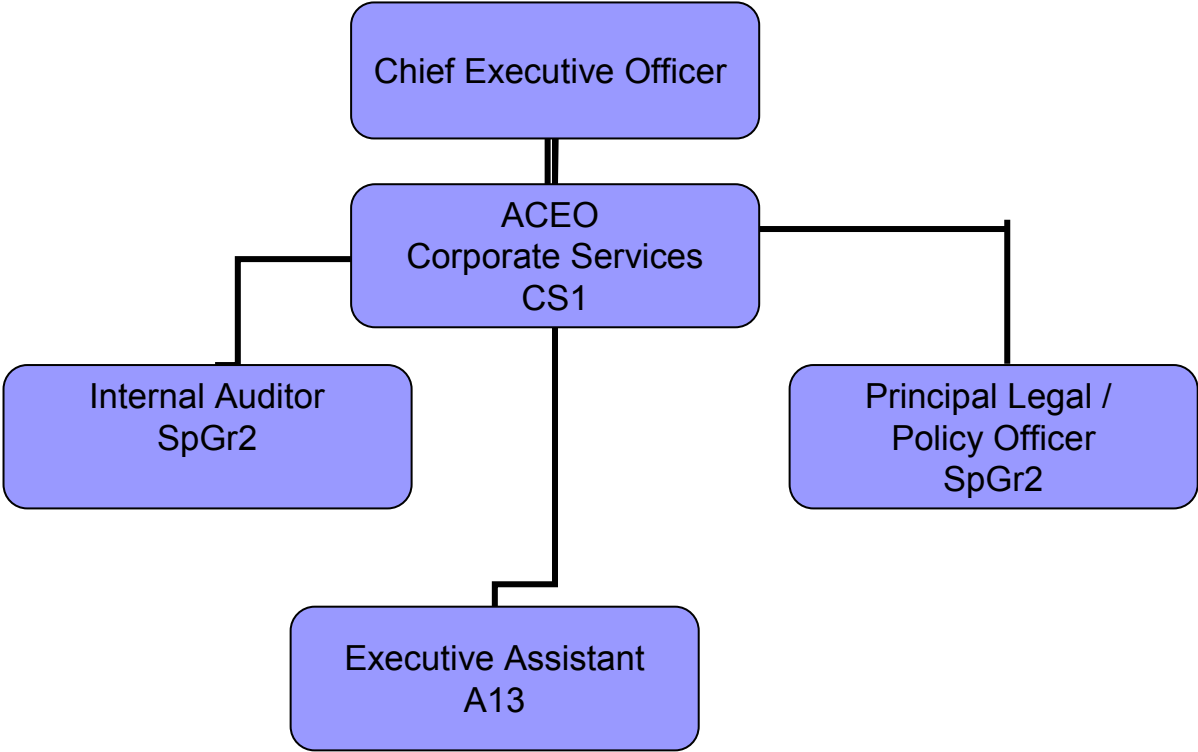 Chief Executive Officer
ACEO
Corporate Services
CS1
Internal Auditor
SpGr2
Principal Legal /
Policy Officer
SpGr2
Executive Assistant
A13